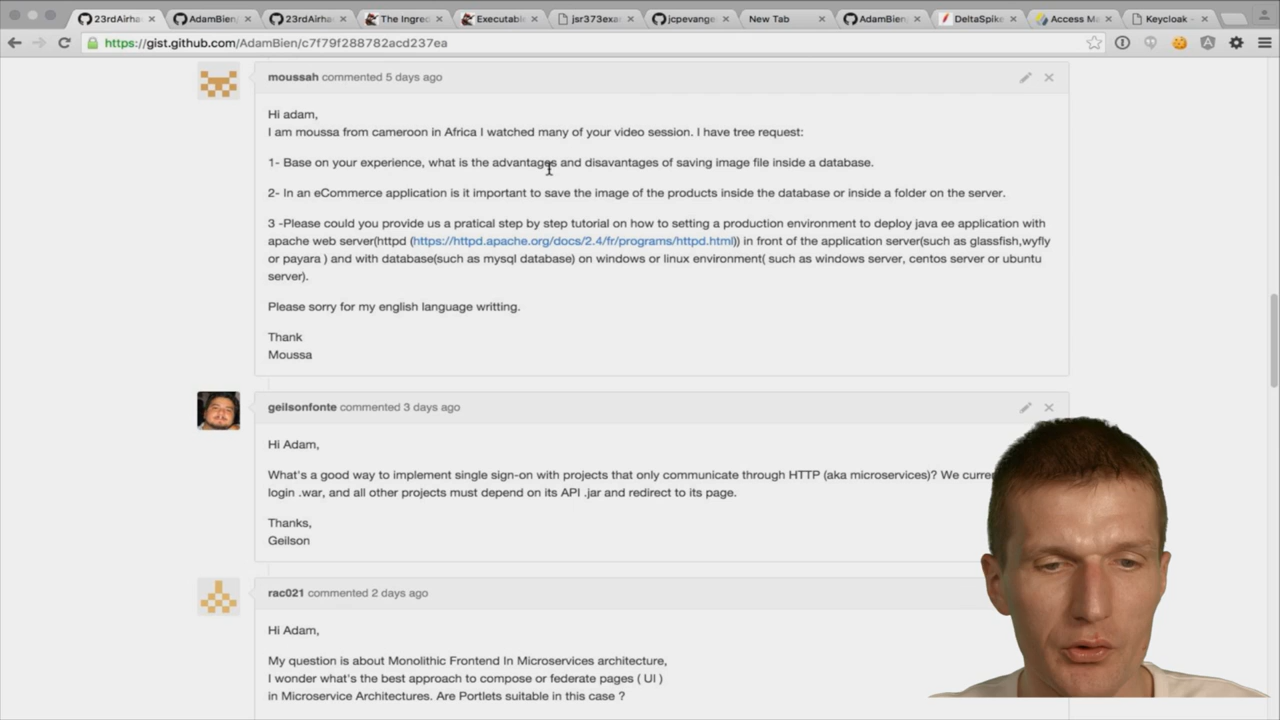 23rdAirha
AdamBien
23rdAirha
The Ingred
Executabl
jsr373exa
jcpevange
New Tab
AdamBien
DeltaSpik
Access Ma
Keycloak -
https://gist.github.com/AdamBien/c7f79f288782acd237ea
moussah commented 5 days ago
Hi adam,
I am moussa from cameroon in Africa I watched many of your video session. I have tree request:
1- Base on your experience, what is the advantages and disavantages of saving image file inside a database.
2- In an eCommerce application is it important to save the image of the products inside the database or inside a folder on the server.
3 -Please could you provide us a pratical step by step tutorial on how to setting a production environment to deploy java ee application with
apache web server(httpd (https://httpd.apache.org/docs/2.4/fr/programs/httpd.html)) in front of the application server(such as glassfish,wyfly
or payara ) and with database(such as mysql database) on windows or linux environment( such as windows server, centos server or ubuntu
server).
Please sorry for my english language writting.
Thank
Moussa
geilsonfonte commented 3 days ago
Hi Adam,
What's a good way to implement single sign-on with projects that only communicate through HTTP (aka microservices)? We curren
login .war, and all other projects must depend on its API .jar and redirect to its page.
Thanks,
Geilson
rac021 commented 2 days ago
Hi Adam,
My question is about Monolithic Frontend In Microservices architecture,
I wonder what's the best approach to compose or federate pages ( UI )
in Microservice Architectures. Are Portlets suitable in this case ?